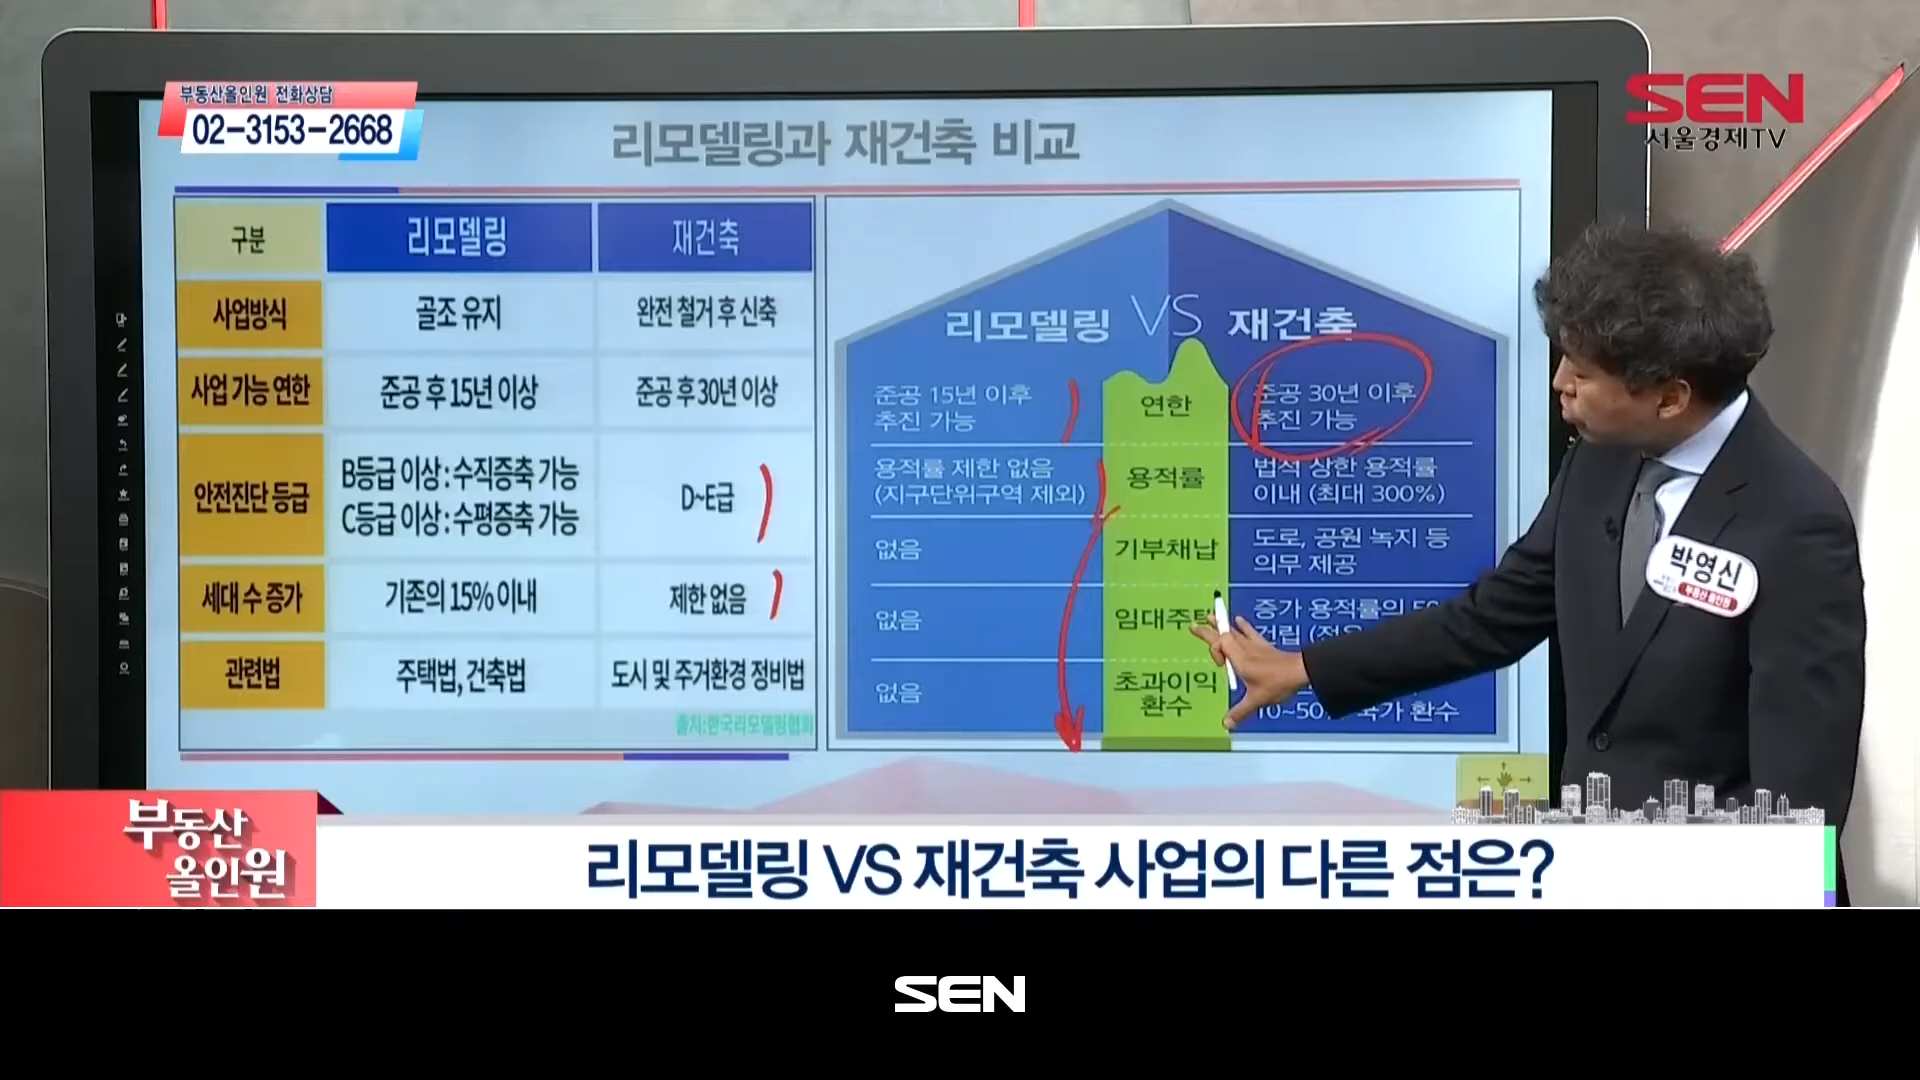 부동산올인원 전화상담
02-3153-2668
SEN
서울경제TV
리모델링과 재건축 비교
구분 리모델링 재건축
사업방식 골조 유지 완전 철거 후 신축
사업 가능 연한 준공 후 15년 이상 준공 후 30년 이상
안전진단 등급
B등급 이상 : 수직증축 가능
C등급 이상 : 수평증축 가능
D~E급
세대 수 증가 기존의 15% 이내 제한 없음
관련법 주택법, 건축법 도시 및 주거환경 정비법
출처:한국리모델링협회
리모델링 VS 재건축
준공 15년 이후
추진 가능
연한
준공 30년 이후
추진 가능
용적률 제한 없음
(지구단위구역 제외)
용적률
법적 상한 용적률
이내 (최대 300%)
없음
기부채납
도로, 공원 녹지 등
의무 제공
없음
임대주택
증가 용적률의
건립
없음
초과이익
환수
환수
박영신
부동산
올인원
리모델링 VS 재건축 사업의 다른 점은?
SEN